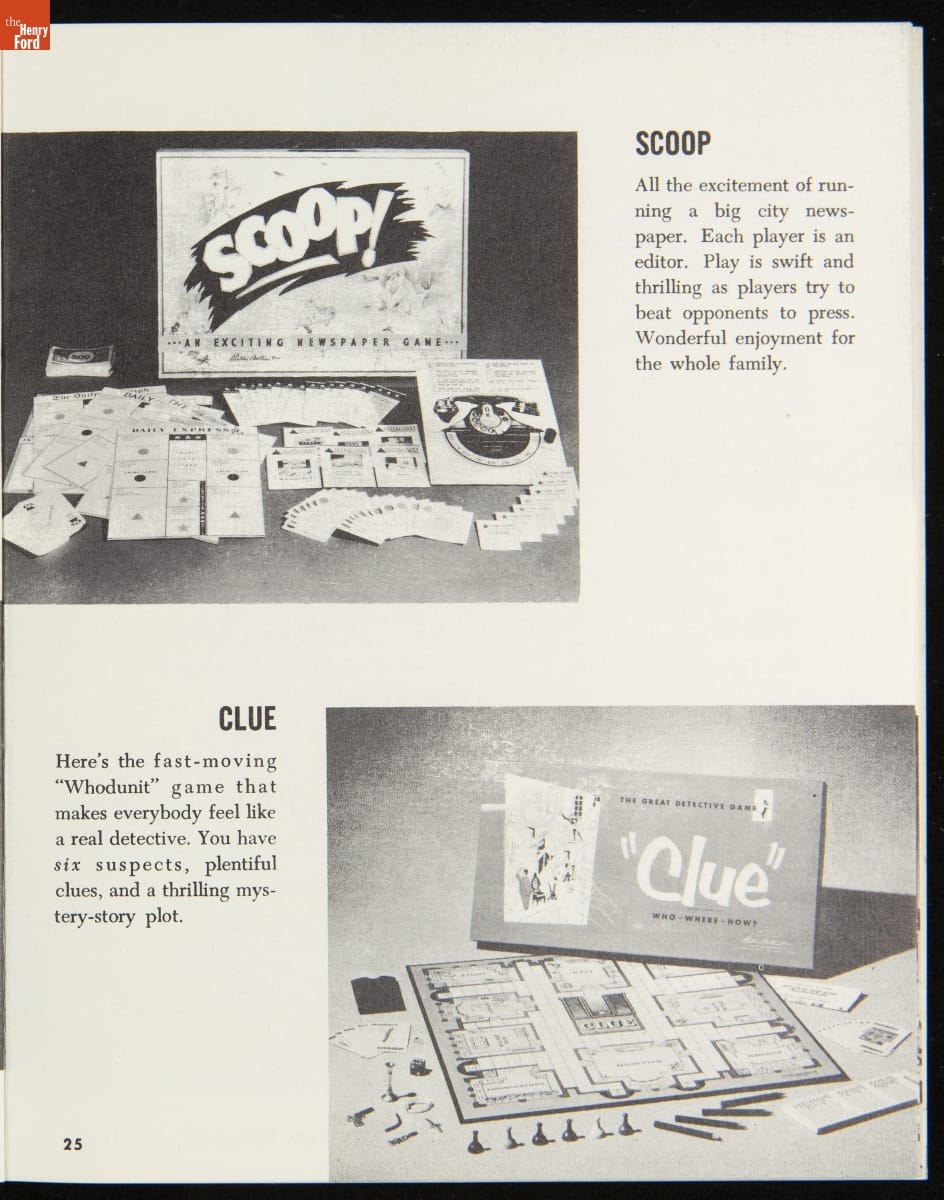 the
Henry
Ford
SCOOP
All the excitement of run-
ning a big city news-
paper. Each player is an
editor. Play is swift and
thrilling as players try to
beat opponents to press.
Wonderful enjoyment for
the whole family.
SCOOP!
AN EXCITING NEWSPAPER GAME
DAILY
DAILY EXPRESS
CLUE
Here's the fast-moving
"Whodunit" game that
makes everybody feel like
a real detective. You have
six suspects, plentiful
clues, and a thrilling mys-
tery-story plot.
THE GREAT DETECTIVE GAME
"Clue"
WHO - WHERE - HOW?
CLUE
25